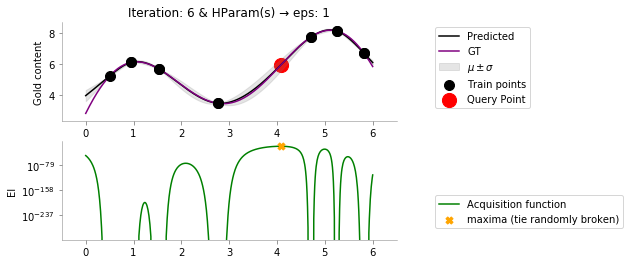 Iteration: 6 & HParam(s) → eps: 1
Gold content
8
6
4
0 1 2 3 4 5 6
Predicted
GT
μ ± σ
Train points
Query Point
EI
10⁻⁷⁹
10⁻¹⁵⁸
10⁻²³⁷
0 1 2 3 4 5 6
Acquisition function
maxima (tie randomly broken)